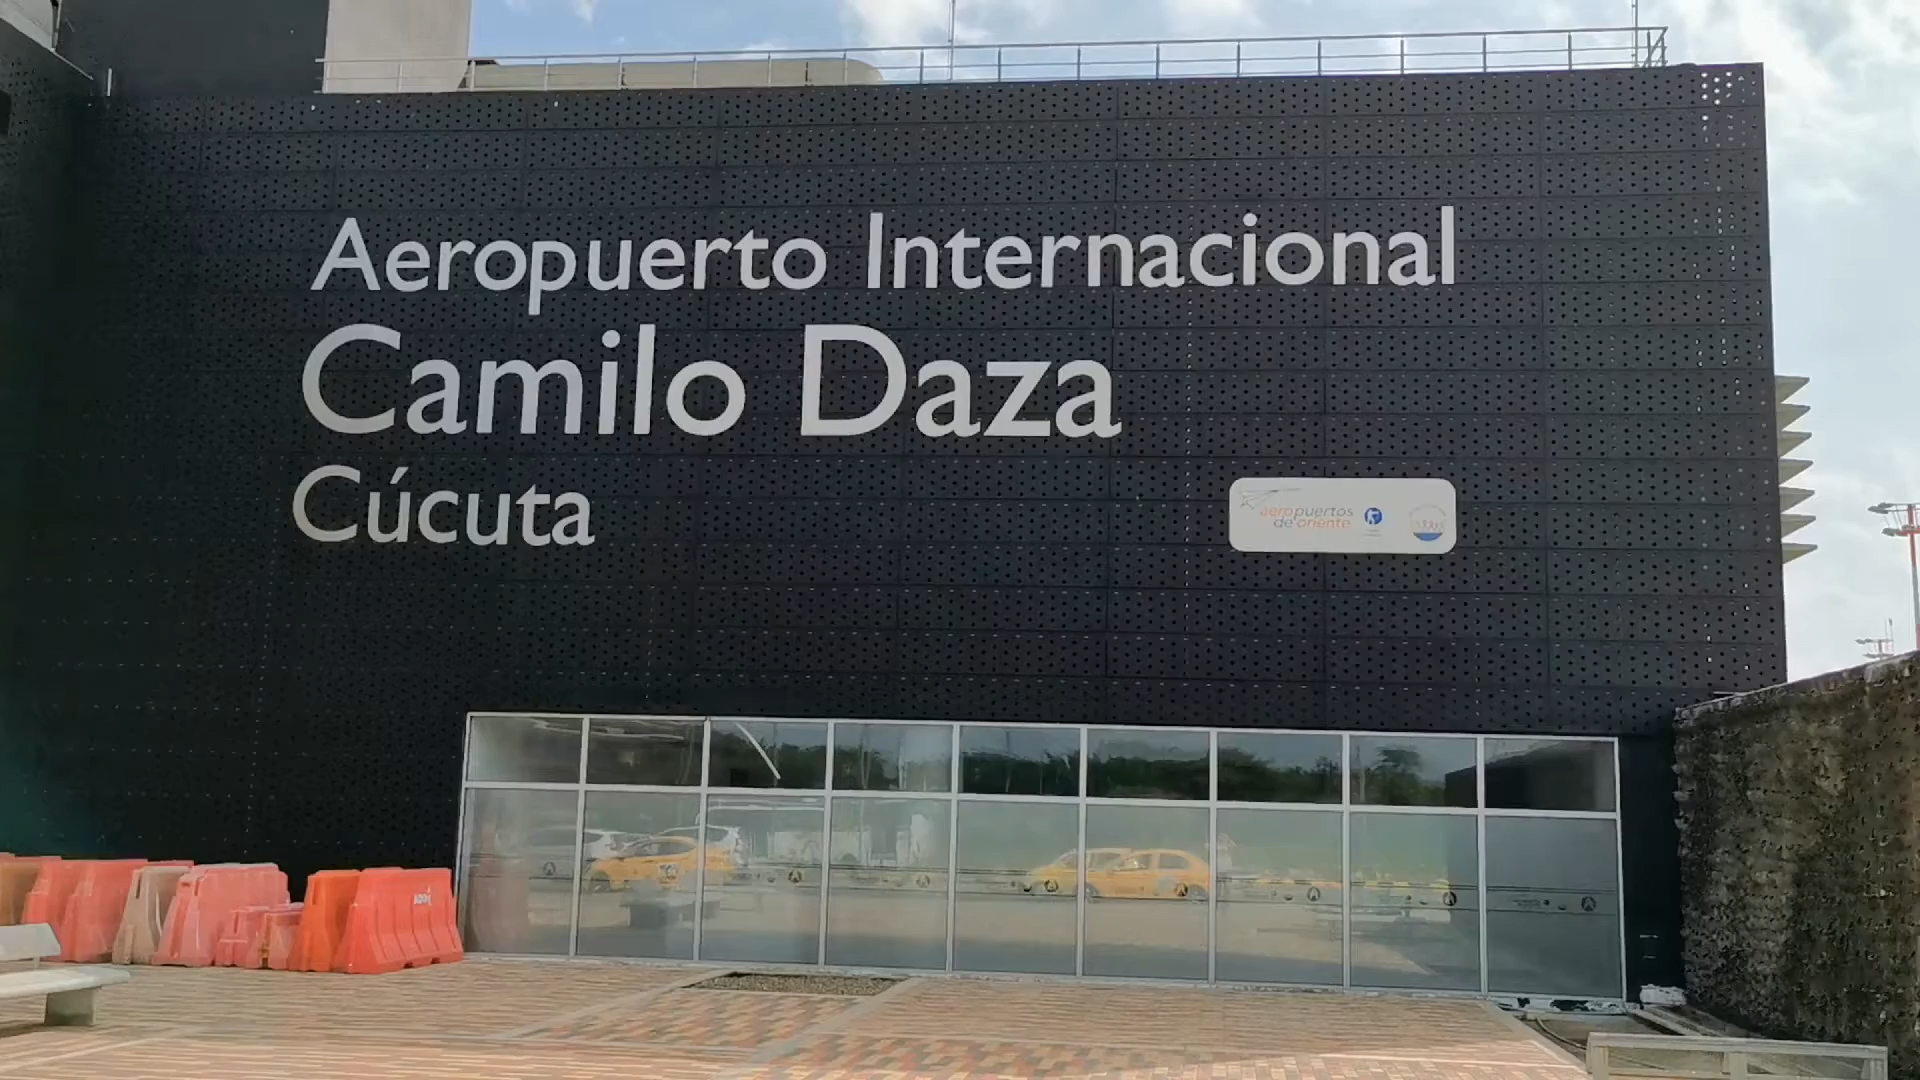 Aeropuerto Internacional
Camilo Daza
Cúcuta
aeropuertos
de oriente